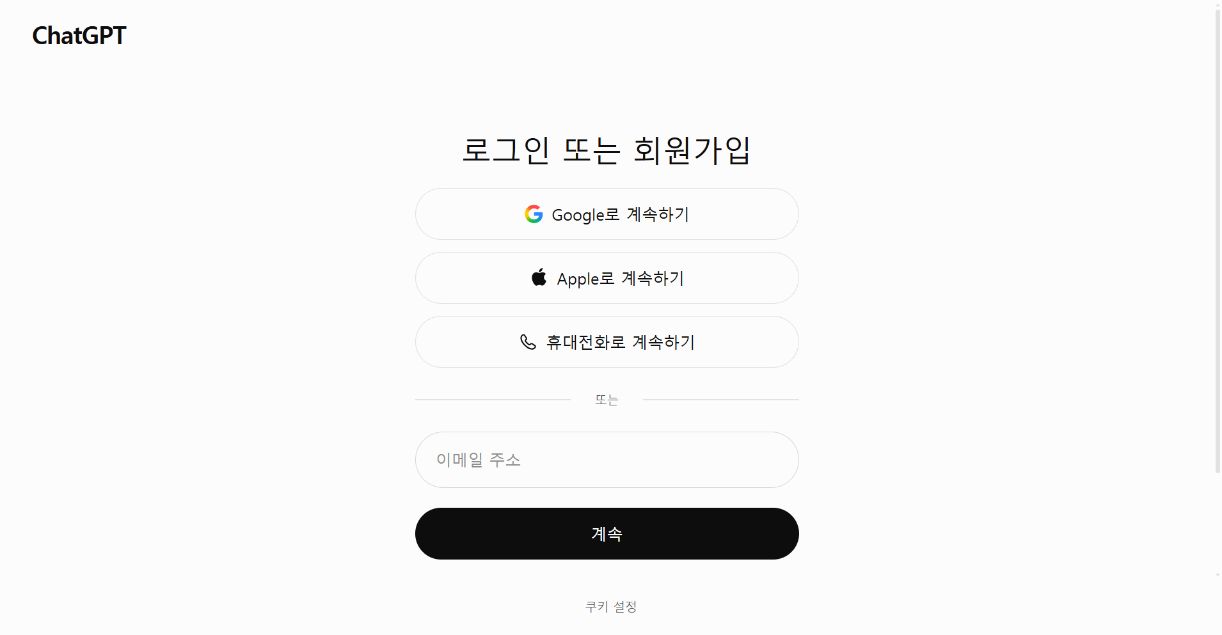 ChatGPT
로그인 또는 회원가입
Google로 계속하기
Apple로 계속하기
휴대전화로 계속하기
또는
이메일 주소
계속
쿠키 설정